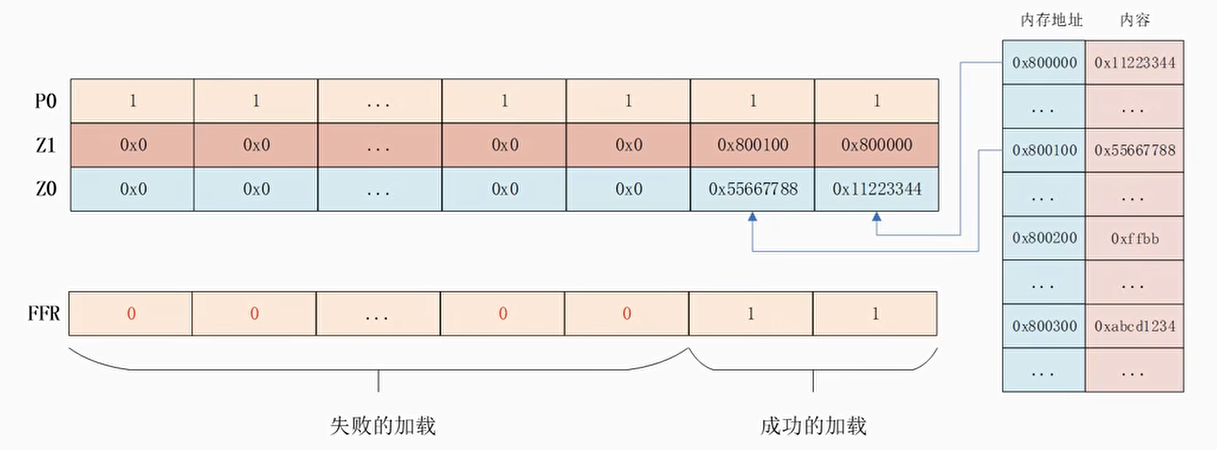 内存地址 内容
0x800000 0x11223344
... ...
0x800100 0x55667788
... ...
0x800200 0xffbb
... ...
0x800300 0xabcd1234
... ...
P0 1 1 ... 1 1 1 1
Z1 0x0 0x0 ... 0x0 0x0 0x800100 0x800000
Z0 0x0 0x0 ... 0x0 0x0 0x55667788 0x11223344
FFR 0 0 ... 0 0 1 1
失败的加载 成功的加载